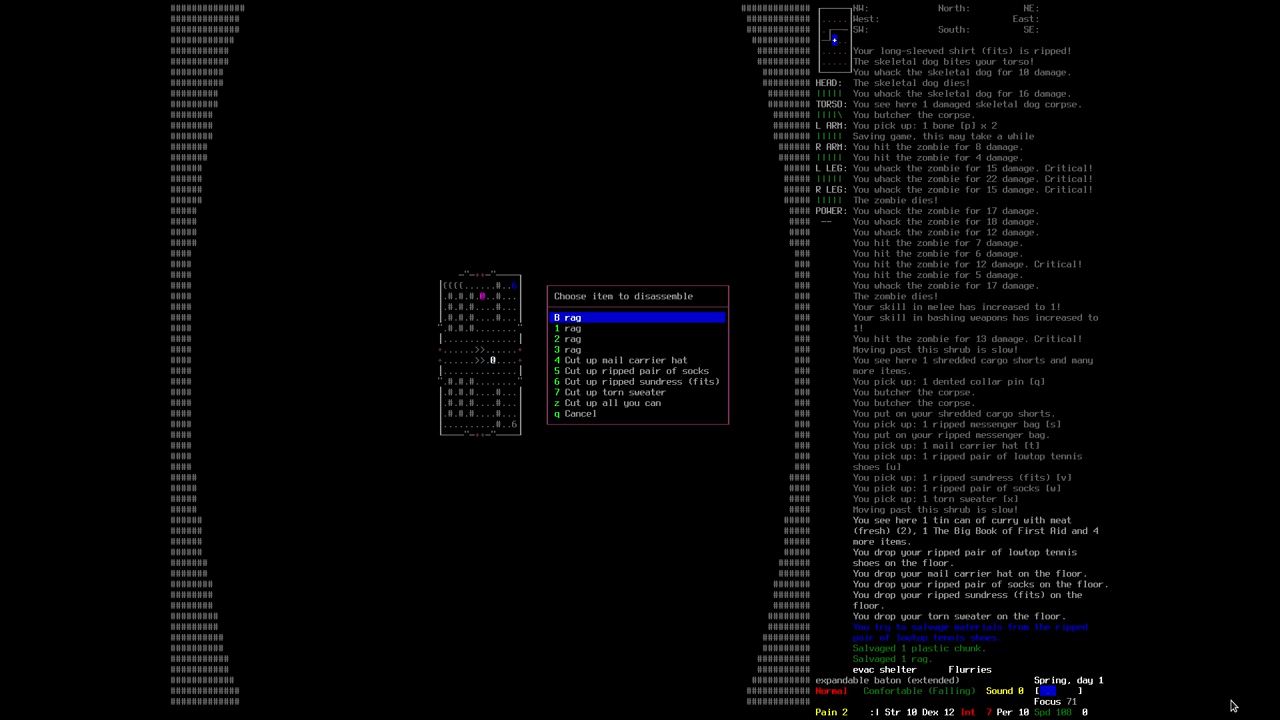 NW: North: NE:
West: East:
SW: South: SE:
Your long-sleeved shirt (fits) is ripped!
The skeletal dog bites your torso!
You whack the skeletal dog for 10 damage.
HEAD: The skeletal dog dies!
You whack the skeletal dog for 16 damage.
TORSO: You see here 1 damaged skeletal dog corpse.
You butcher the corpse.
L ARM: You pick up: 1 bone [p] x 2
Saving game, this may take a while
R ARM: You hit the zombie for 8 damage.
You hit the zombie for 4 damage.
L LEG: You whack the zombie for 15 damage. Critical!
You whack the zombie for 22 damage. Critical!
R LEG: You whack the zombie for 15 damage. Critical!
The zombie dies!
POWER: You whack the zombie for 17 damage.
-- You whack the zombie for 18 damage.
You whack the zombie for 12 damage.
You hit the zombie for 7 damage.
You hit the zombie for 6 damage.
You hit the zombie for 12 damage. Critical!
You hit the zombie for 5 damage.
You whack the zombie for 17 damage.
The zombie dies!
Your skill in melee has increased to 1!
Your skill in bashing weapons has increased to
1!
You hit the zombie for 13 damage. Critical!
Moving past this shrub is slow!
You see here 1 shredded cargo shorts and many
more items.
You pick up: 1 dented collar pin [q]
You butcher the corpse.
You butcher the corpse.
You put on your shredded cargo shorts.
You pick up: 1 ripped messenger bag [s]
You put on your ripped messenger bag.
You pick up: 1 mail carrier hat [t]
You pick up: 1 ripped pair of lowtop tennis
shoes [u]
You pick up: 1 ripped sundress (fits) [v]
You pick up: 1 ripped pair of socks [w]
You pick up: 1 torn sweater [x]
Moving past this shrub is slow!
You see here 1 tin can of curry with meat
(fresh) (2), 1 The Big Book of First Aid and 4
more items.
You drop your ripped pair of lowtop tennis
shoes on the floor.
You drop your mail carrier hat on the floor.
You drop your ripped pair of socks on the floor.
You drop your ripped sundress (fits) on the
floor.
You drop your torn sweater on the floor.
You try to salvage materials from the ripped
pair of lowtop tennis shoes.
Salvaged 1 plastic chunk.
Salvaged 1 rag.
evac shelter Flurries
expandable baton (extended) Spring, day 1
Normal Comfortable (Falling) Sound 0 [ ]
Focus 71
Pain 2 :| Str 10 Dex 12 Int 7 Per 10 Spd 108 0
Choose item to disassemble
B rag
1 rag
2 rag
3 rag
4 Cut up mail carrier hat
5 Cut up ripped pair of socks
6 Cut up ripped sundress (fits)
7 Cut up torn sweater
z Cut up all you can
q Cancel